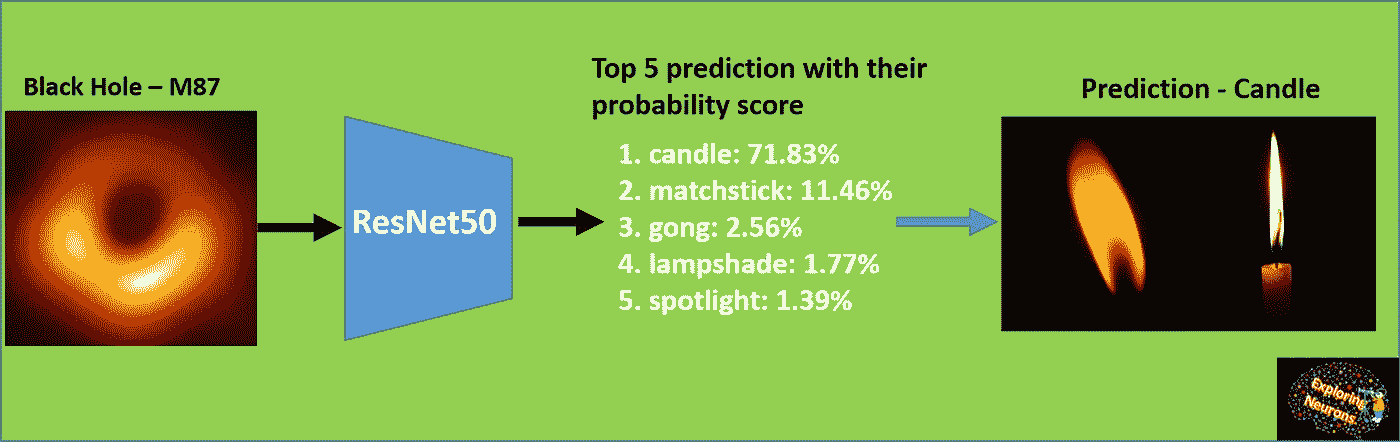 Black Hole – M87
ResNet50
Top 5 prediction with their
probability score
1. candle: 71.83%
2. matchstick: 11.46%
3. gong: 2.56%
4. lampshade: 1.77%
5. spotlight: 1.39%
Prediction - Candle
Exploring
Neurons